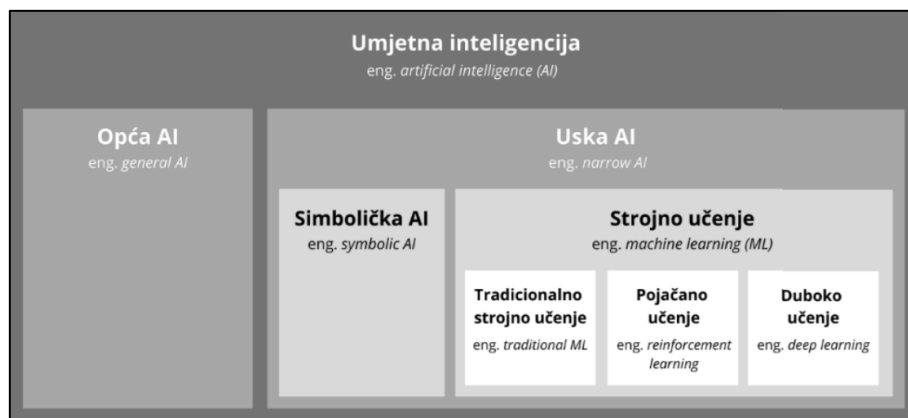 Umjetna inteligencija
eng. artificial intelligence (AI)
Opća AI
eng. general AI
Uska AI
eng. narrow AI
Simbolička AI
eng. symbolic AI
Strojno učenje
eng. machine learning (ML)
Tradicionalno
strojno učenje
eng. traditional ML
Pojačano
učenje
eng. reinforcement
learning
Duboko
učenje
eng. deep learning